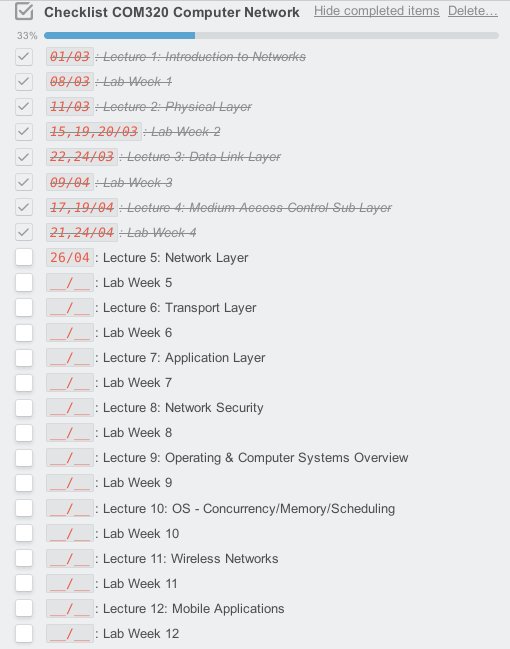 Checklist COM320 Computer Network Hide completed items Delete...
33%
01/03 : Lecture 1: Introduction to Networks
08/03 : Lab Week 1
11/03 : Lecture 2: Physical Layer
15,19,20/03 : Lab Week 2
22,24/03 : Lecture 3: Data Link Layer
09/04 : Lab Week 3
17,19/04 : Lecture 4: Medium Access Control Sub Layer
21,24/04 : Lab Week 4
26/04 : Lecture 5: Network Layer
__/__ : Lab Week 5
__/__ : Lecture 6: Transport Layer
__/__ : Lab Week 6
__/__ : Lecture 7: Application Layer
__/__ : Lab Week 7
__/__ : Lecture 8: Network Security
__/__ : Lab Week 8
__/__ : Lecture 9: Operating & Computer Systems Overview
__/__ : Lab Week 9
__/__ : Lecture 10: OS - Concurrency/Memory/Scheduling
__/__ : Lab Week 10
__/__ : Lecture 11: Wireless Networks
__/__ : Lab Week 11
__/__ : Lecture 12: Mobile Applications
__/__ : Lab Week 12